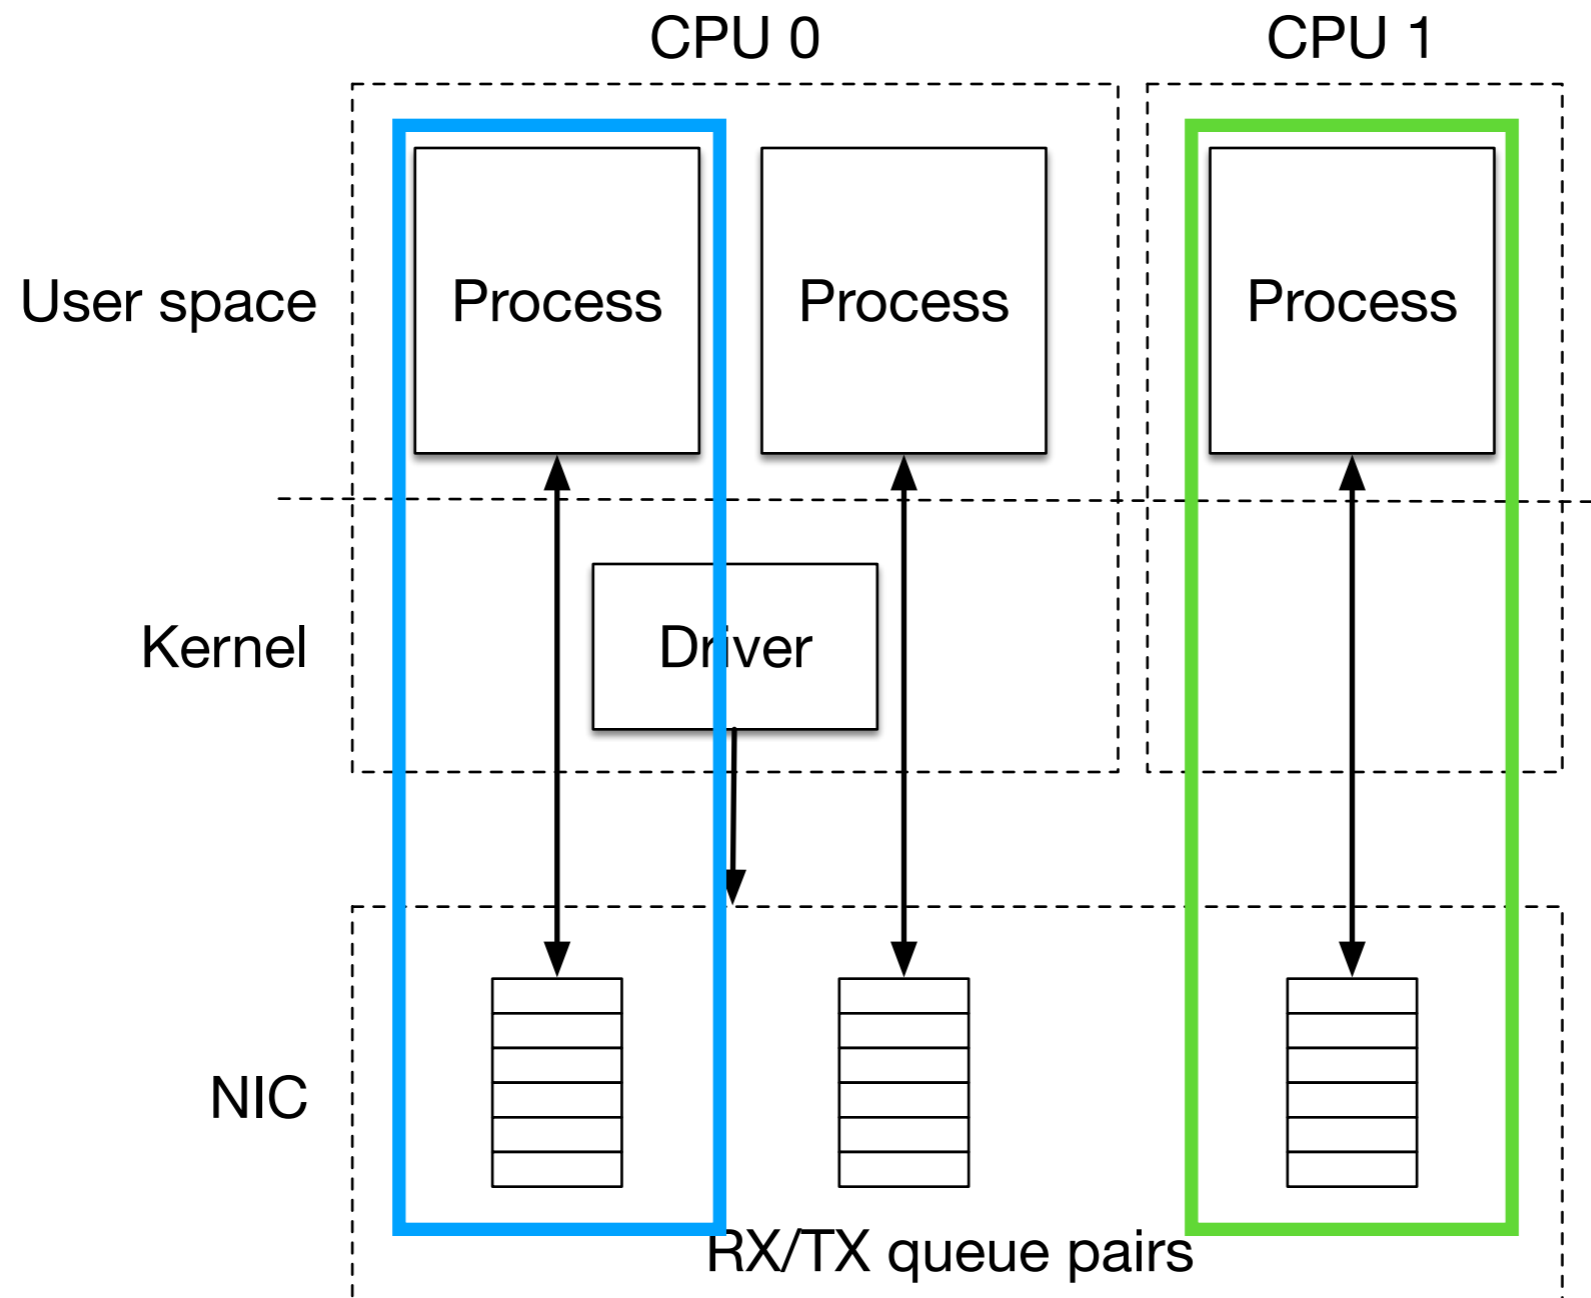 CPU 0
CPU 1
User space
Process
Process
Process
Kernel
Driver
NIC
RX/TX queue pairs